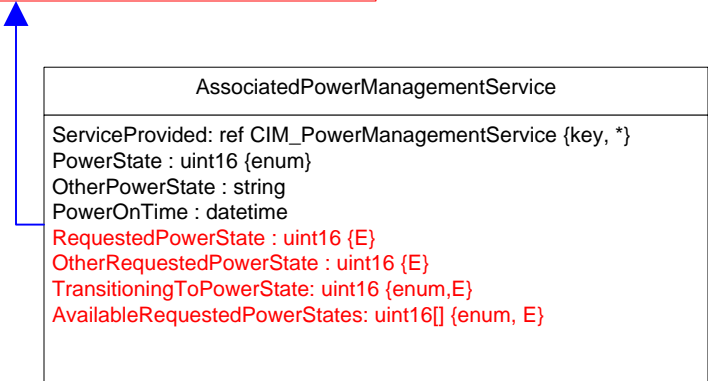 AssociatedPowerManagementService
ServiceProvided: ref CIM_PowerManagementService {key, *}
PowerState : uint16 {enum}
OtherPowerState : string
PowerOnTime : datetime
RequestedPowerState : uint16 {E}
OtherRequestedPowerState : uint16 {E}
TransitioningToPowerState: uint16 {enum,E}
AvailableRequestedPowerStates: uint16[] {enum, E}